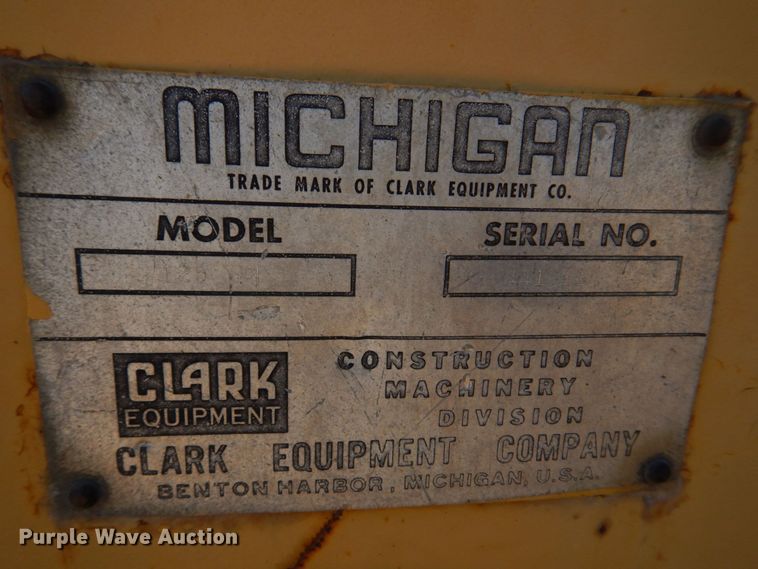 MICHIGAN
TRADE MARK OF CLARK EQUIPMENT CO.
MODEL SERIAL NO.
CLARK
EQUIPMENT
CONSTRUCTION
MACHINERY
DIVISION
CLARK EQUIPMENT COMPANY
BENTON HARBOR, MICHIGAN, U.S.A.
Purple Wave Auction